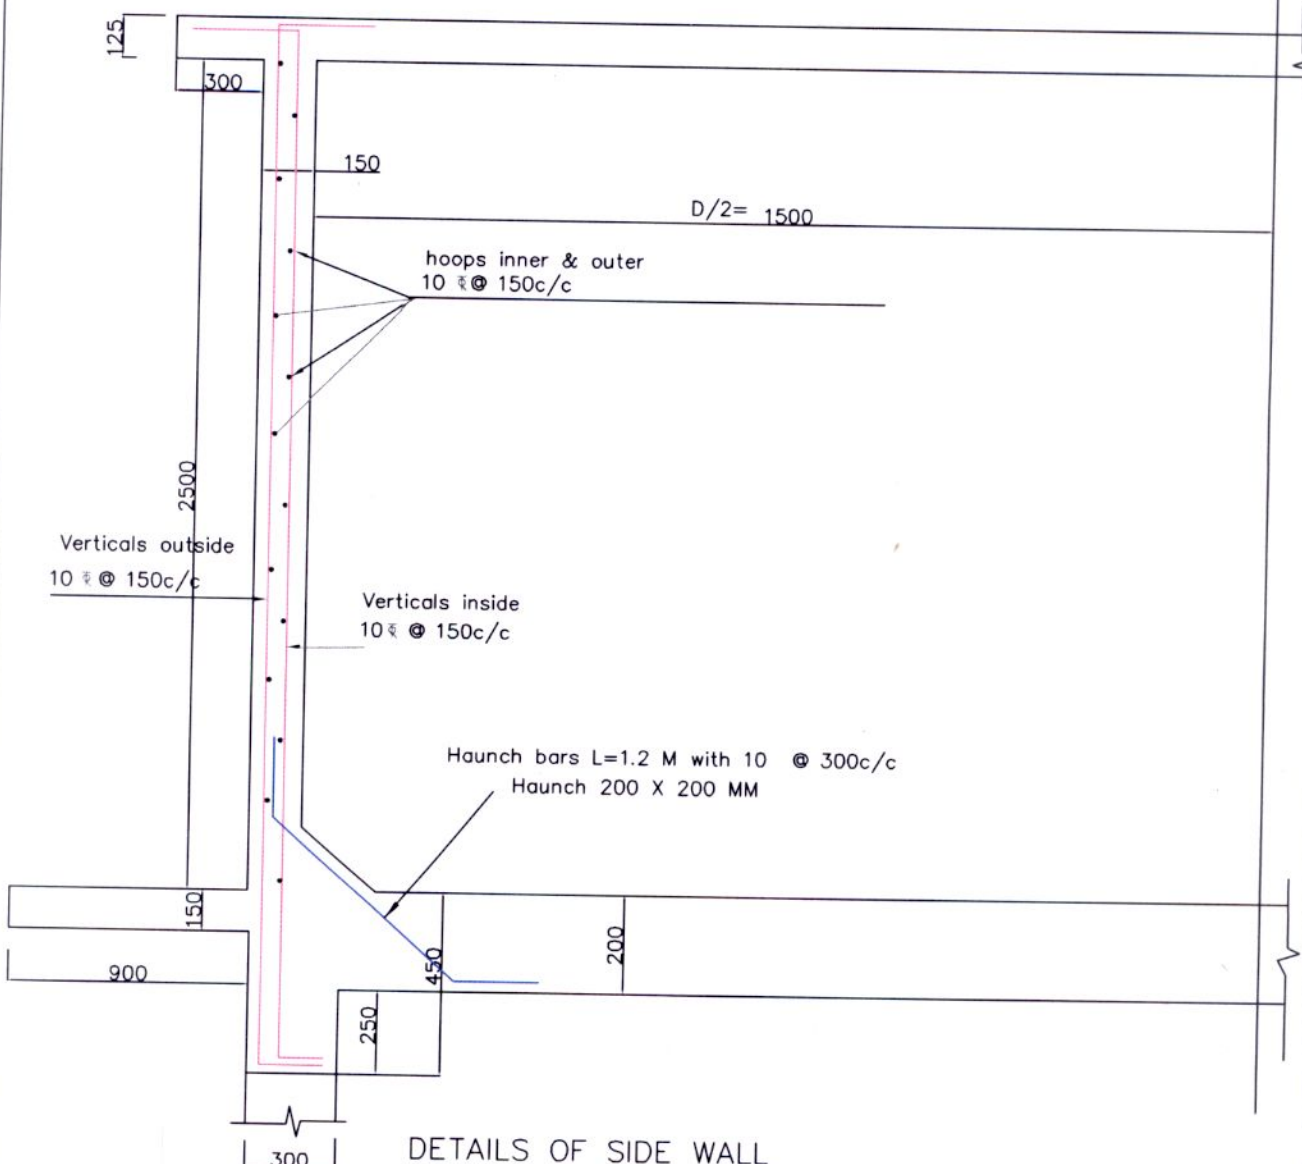 125
300
150
D/2= 1500
hoops inner & outer
10 @ 150c/c
2500
Verticals outside
10 @ 150c/c
Verticals inside
10 @ 150c/c
Haunch bars L=1.2 M with 10 @ 300c/c
Haunch 200 X 200 MM
150
900
450
200
250
300
DETAILS OF SIDE WALL